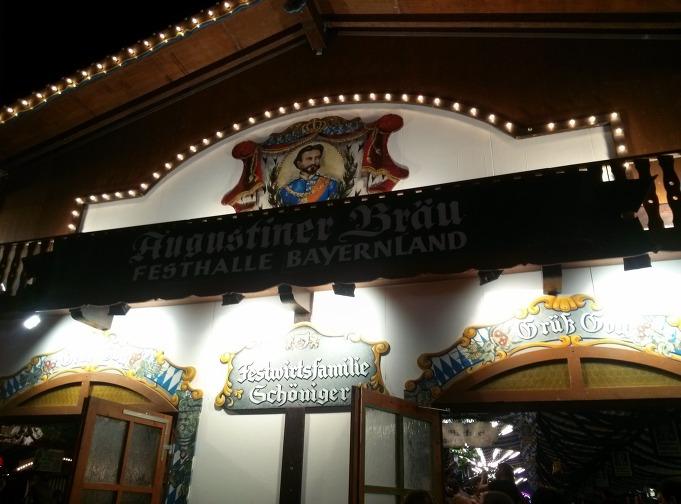 Augustiner Bräu
FESTHALLE BAYERNLAND
Grüß Gott
Festwirtsfamilie
Schöniger